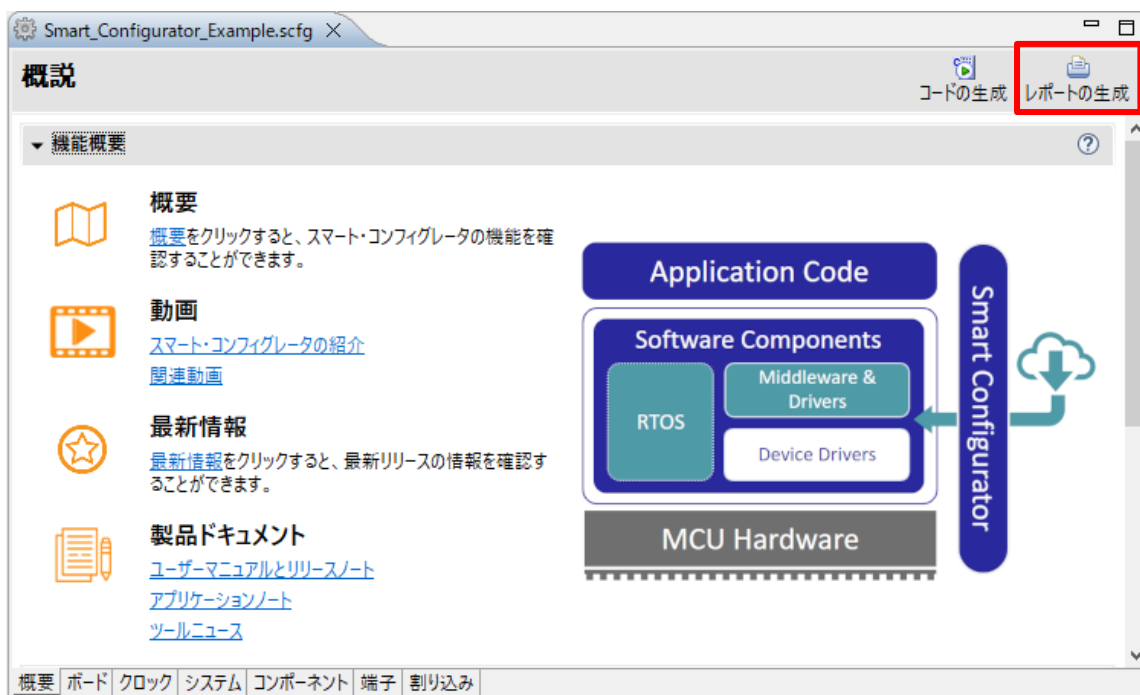 Smart_Configurator_Example.scfg
概説
コードの生成
レポートの生成
機能概要
概要
概要をクリックすると、スマート・コンフィグレータの機能を確
認することができます。
動画
スマート・コンフィグレータの紹介
関連動画
最新情報
最新情報をクリックすると、最新リリースの情報を確認す
ることができます。
製品ドキュメント
ユーザーマニュアルとリリースノート
アプリケーションノート
ツールニュース
Application Code
Software Components
RTOS
Middleware &
Drivers
Device Drivers
MCU Hardware
Smart Configurator
概要 ボード クロック システム コンポーネント 端子 割り込み